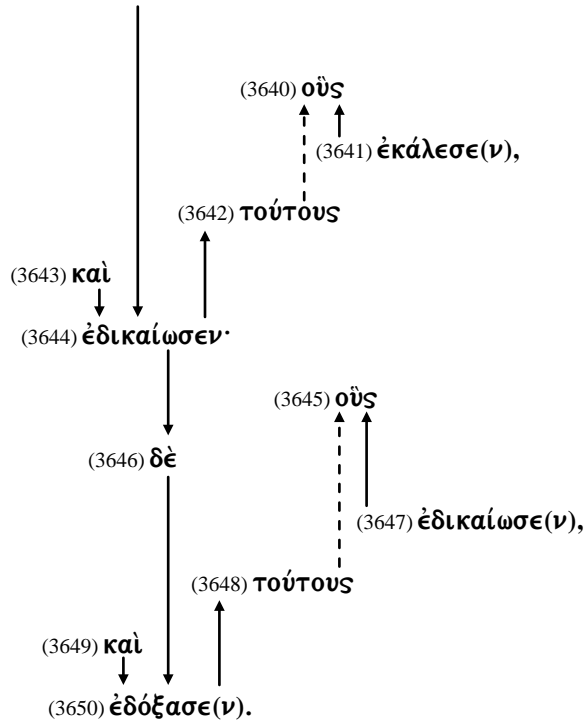 (3640) οὓς
(3641) ἐκάλεσε(ν),
(3642) τούτους
(3643) καὶ
(3644) ἐδικαίωσεν·
(3645) οὓς
(3646) δὲ
(3647) ἐδικαίωσε(ν),
(3648) τούτους
(3649) καὶ
(3650) ἐδόξασε(ν).